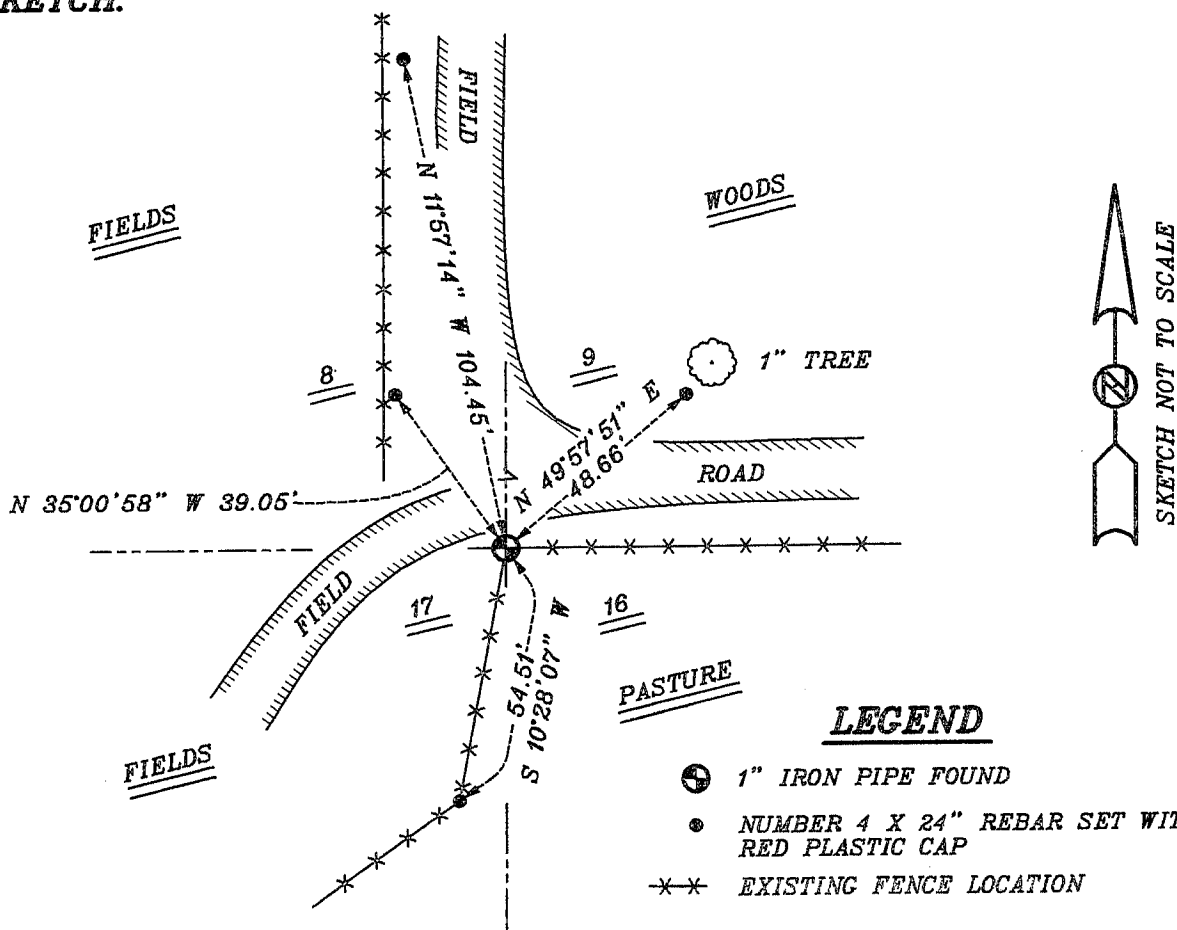 SKETCH.
FIELD
FIELDS
WOODS
N 11°57'14" W 104.45'
8
9
1" TREE
N 49°57'51" E
48.66'
ROAD
N 35°00'58" W 39.05'
FIELD
17
16
54.51'
S 10°28'07" W
PASTURE
FIELDS
N
SKETCH NOT TO SCALE
LEGEND
1" IRON PIPE FOUND
NUMBER 4 X 24" REBAR SET WIT
RED PLASTIC CAP
EXISTING FENCE LOCATION